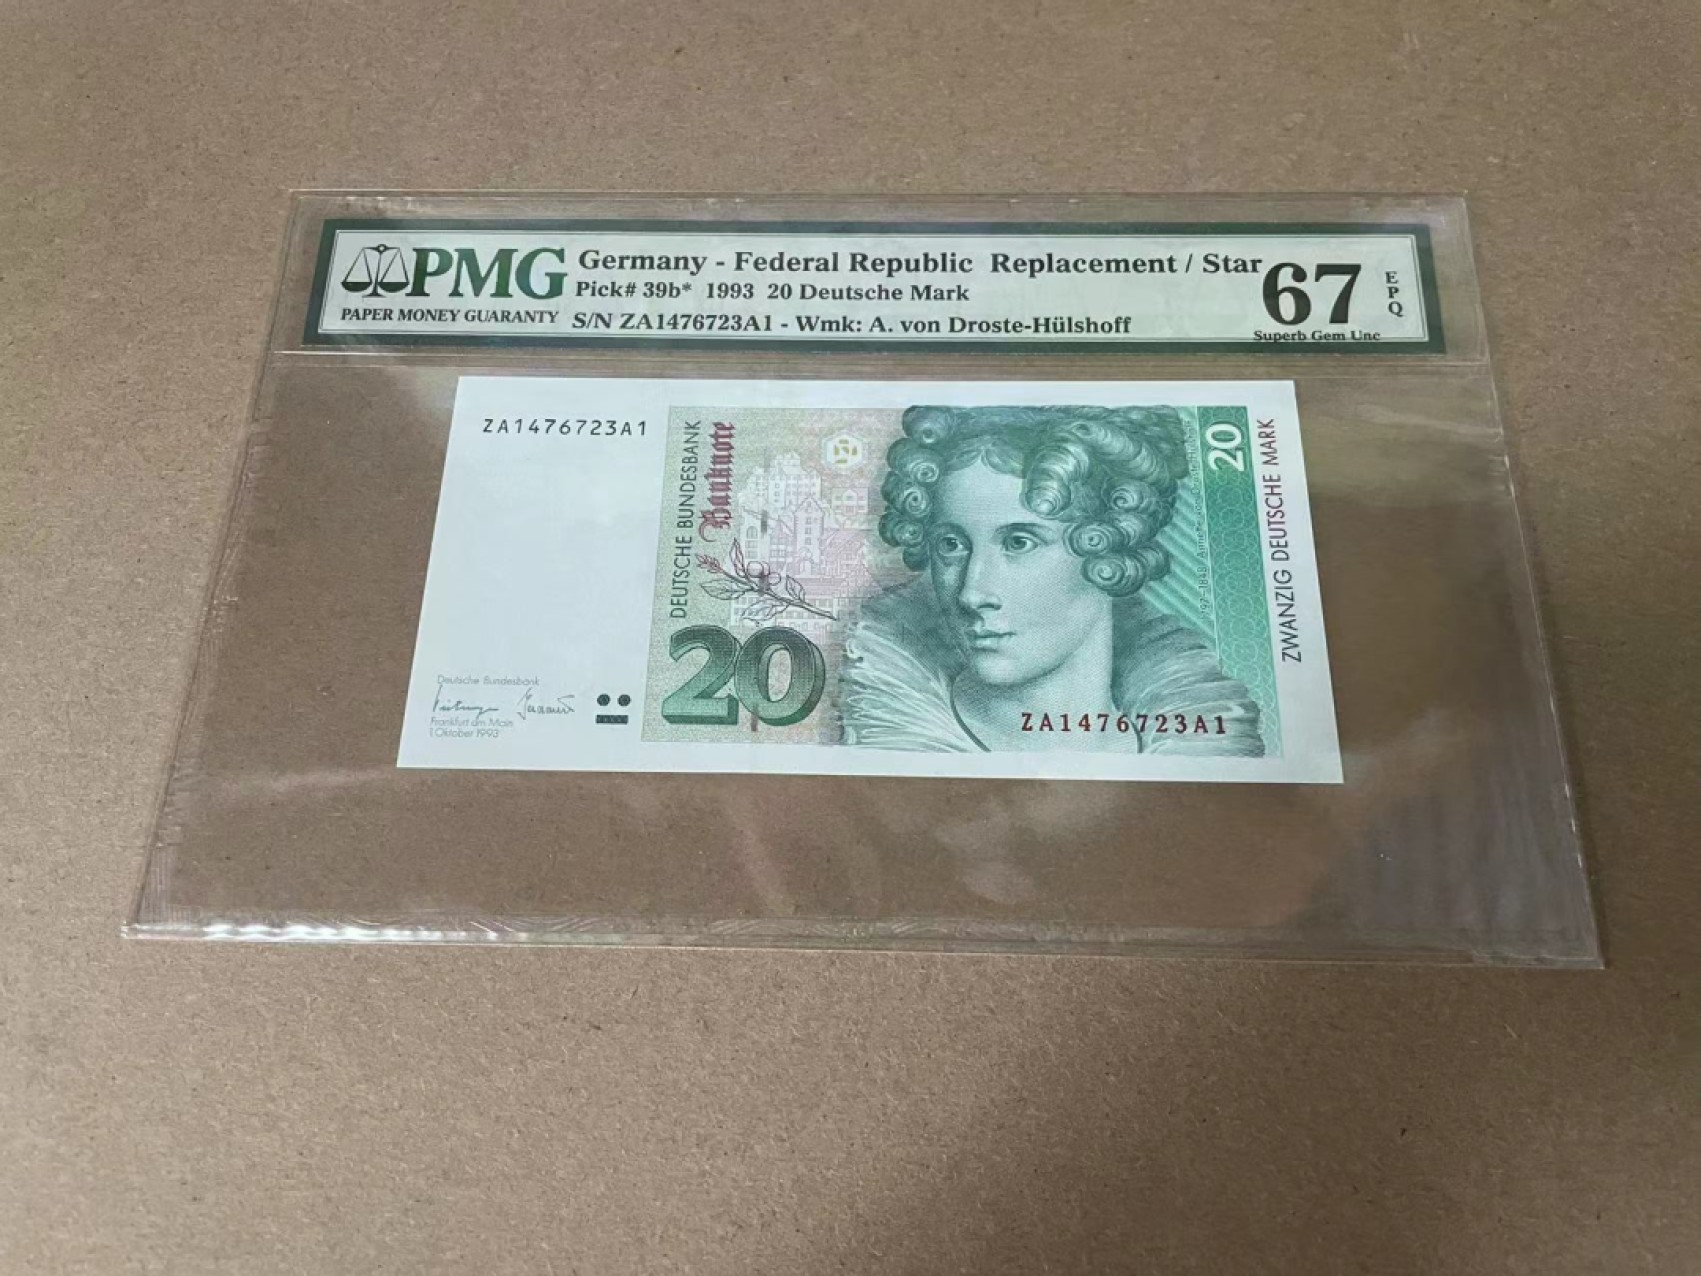 PMG
PAPER MONEY GUARANTY
Germany - Federal Republic Replacement / Star
Pick# 39b* 1993 20 Deutsche Mark
S/N ZA1476723A1 - Wmk: A. von Droste-Hülshoff
67
EPQ
Superb Gem Unc
ZA1476723A1
DEUTSCHE BUNDESBANK
Banknote
20
20
ZWANZIG DEUTSCHE MARK
Deutsche Bundesbank
Frankfurt am Main
1 Oktober 1993
ZA1476723A1